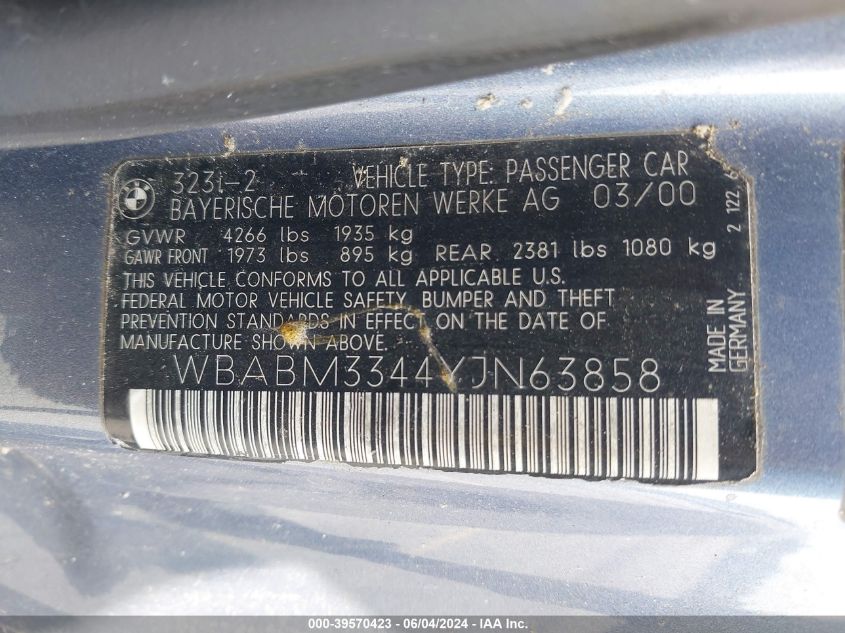 323i-2 VEHICLE TYPE: PASSENGER CAR
BAYERISCHE MOTOREN WERKE AG 03/00
GVWR 4266 lbs 1935 kg
GAWR FRONT 1973 lbs 895 kg REAR 2381 lbs 1080 kg
THIS VEHICLE CONFORMS TO ALL APPLICABLE U.S.
FEDERAL MOTOR VEHICLE SAFETY, BUMPER AND THEFT
PREVENTION STANDARDS IN EFFECT ON THE DATE OF
MANUFACTURE SHOWN ABOVE.
WBABM3344YJN63858
MADE IN
GERMANY
2 122
000-39570423 - 06/04/2024 - IAA, Inc.